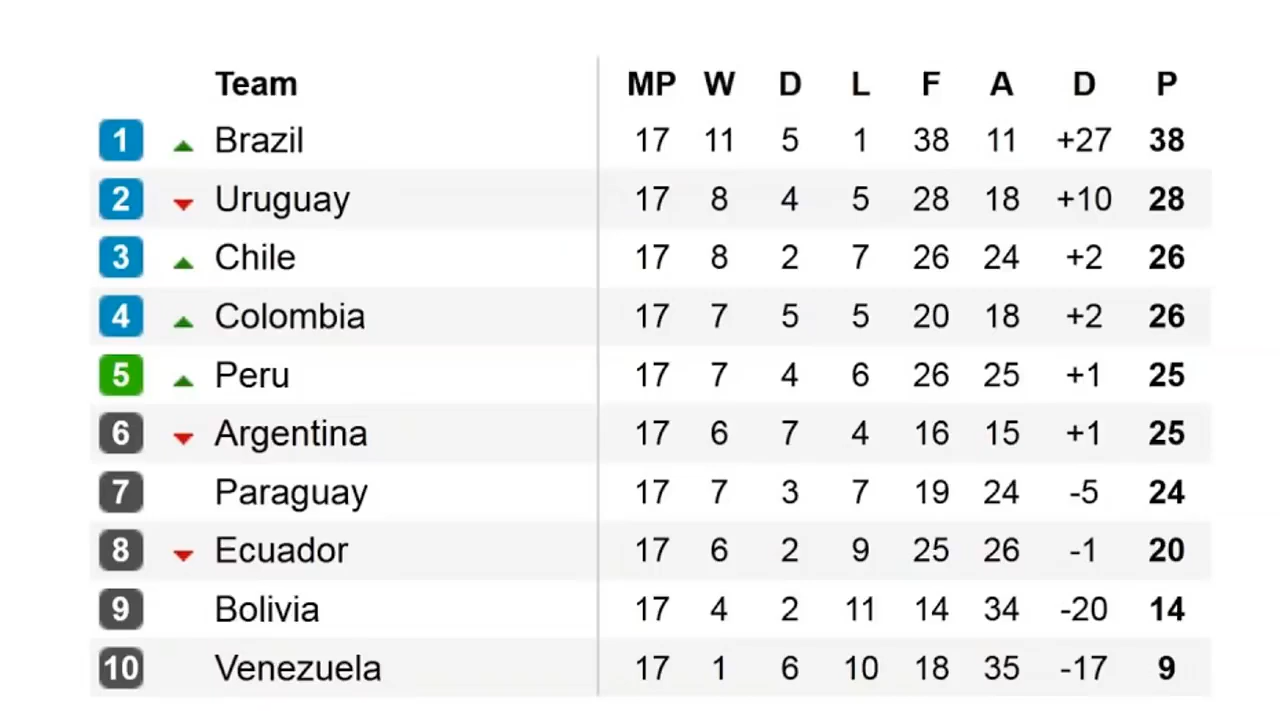 Team MP W D L F A D P
1 Brazil 17 11 5 1 38 11 +27 38
2 Uruguay 17 8 4 5 28 18 +10 28
3 Chile 17 8 2 7 26 24 +2 26
4 Colombia 17 7 5 5 20 18 +2 26
5 Peru 17 7 4 6 26 25 +1 25
6 Argentina 17 6 7 4 16 15 +1 25
7 Paraguay 17 7 3 7 19 24 -5 24
8 Ecuador 17 6 2 9 25 26 -1 20
9 Bolivia 17 4 2 11 14 34 -20 14
10 Venezuela 17 1 6 10 18 35 -17 9